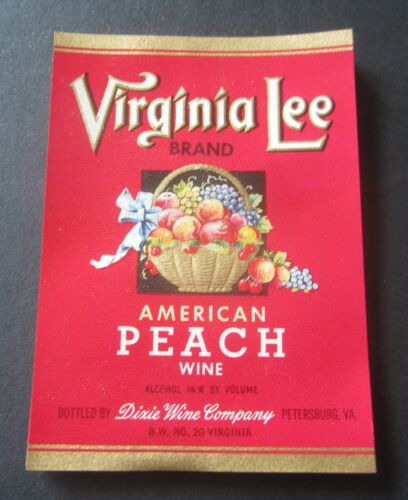 Virginia Lee
BRAND
AMERICAN
PEACH
WINE
ALCOHOL 14% BY VOLUME
BOTTLED BY Dixie Wine Company PETERSBURG, VA.
B.W. NO. 20 VIRGINIA